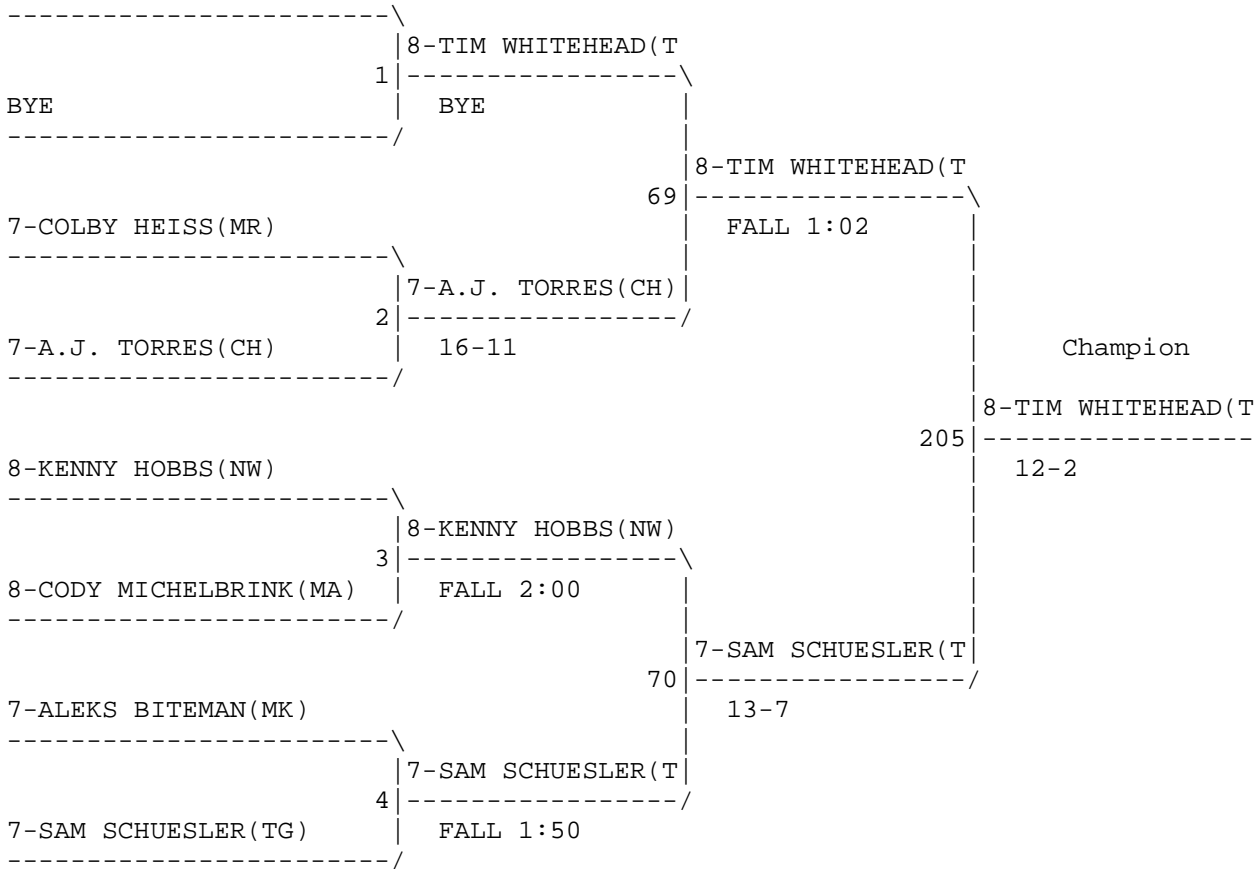 ------------------------\
|8-TIM WHITEHEAD(T
1|-----------------\
BYE | BYE |
------------------------/ |
|8-TIM WHITEHEAD(T
69|-----------------\
7-COLBY HEISS(MR) | FALL 1:02 |
------------------------\ | |
|7-A.J. TORRES(CH)| |
2|-----------------/ |
7-A.J. TORRES(CH) | 16-11 | Champion
------------------------/ |
|8-TIM WHITEHEAD(T
205|-----------------
8-KENNY HOBBS(NW) | 12-2
------------------------\ |
|8-KENNY HOBBS(NW) |
3|-----------------\ |
8-CODY MICHELBRINK(MA) | FALL 2:00 | |
------------------------/ | |
|7-SAM SCHUESLER(T|
70|-----------------/
7-ALEKS BITEMAN(MK) | 13-7
------------------------\ |
|7-SAM SCHUESLER(T|
4|-----------------/
7-SAM SCHUESLER(TG) | FALL 1:50
------------------------/